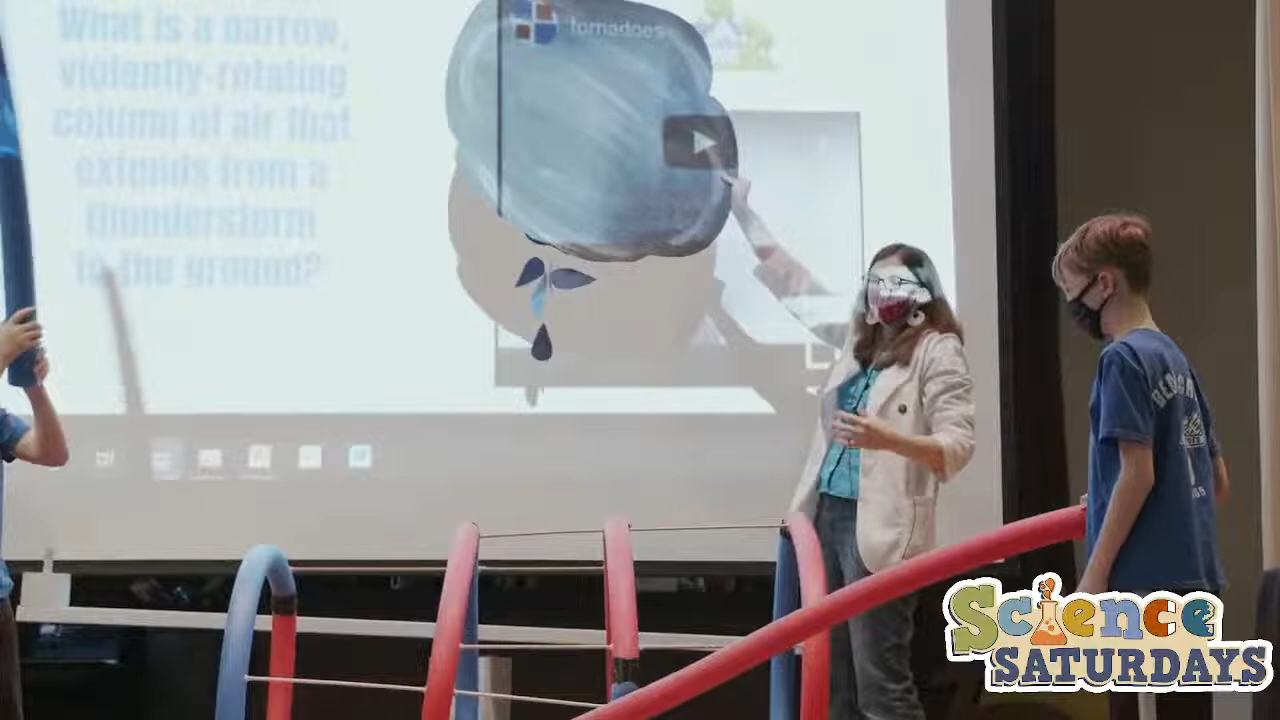 What is a narrow,
violently-rotating
column of air that
extends from a
thunderstorm
to the ground?
Tornadoes
Science
SATURDAYS